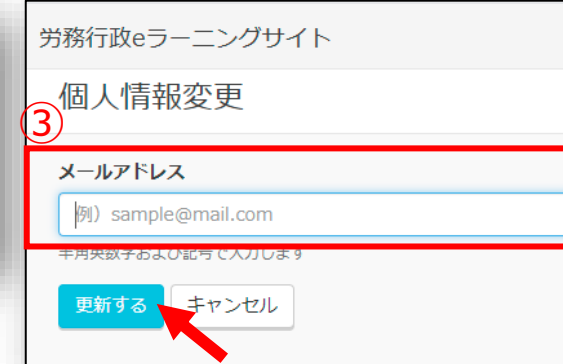 労務行政eラーニングサイト
個人情報変更
③
メールアドレス
例）sample@mail.com
半角英数字および記号で入力します
更新する キャンセル